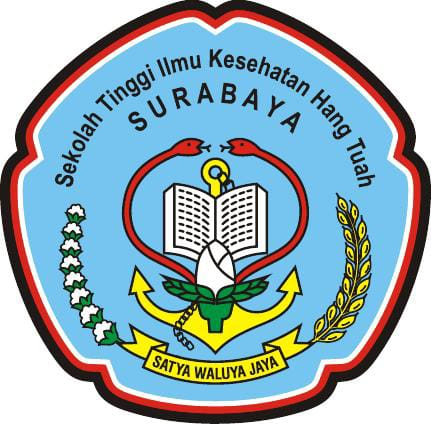 Sekolah Tinggi Ilmu Kesehatan Hang Tuah
SURABAYA
SATYA WALUYA JAYA